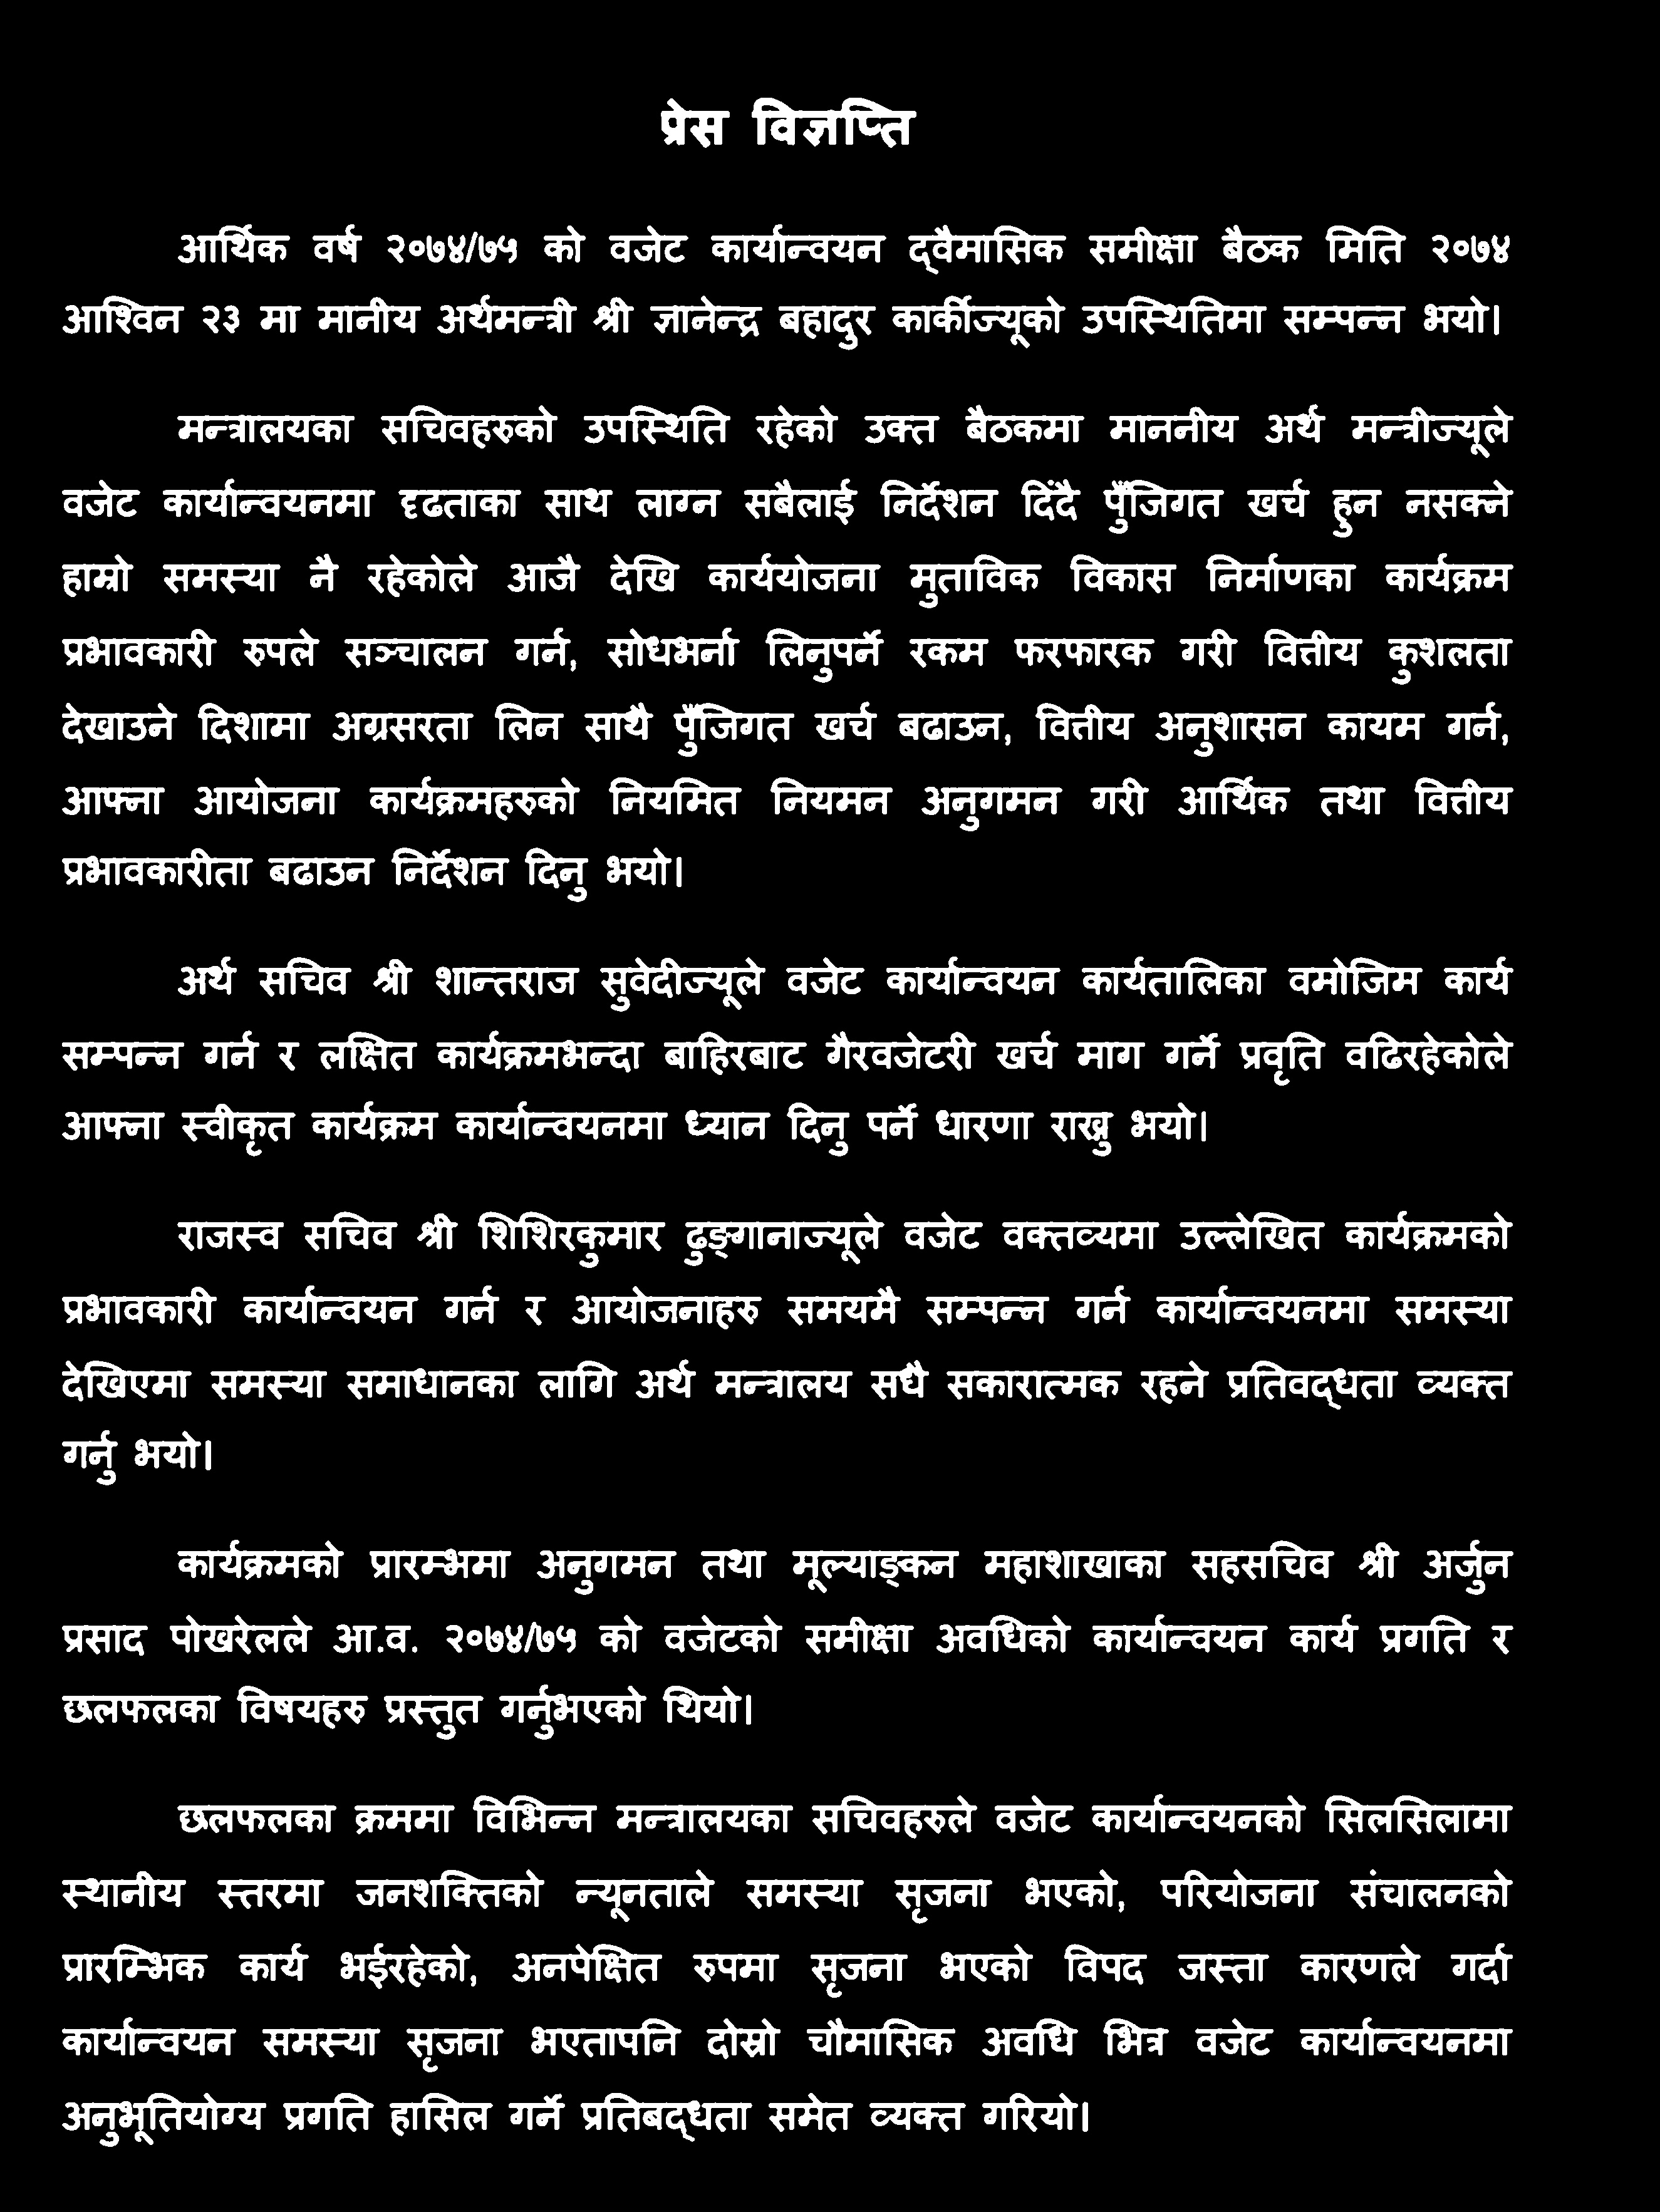 प्रेस विज्ञप्ति
आर्थिक वर्ष २०७४/७५ को वजेट कार्यान्वयन द्वैमासिक समीक्षा बैठक मिति २०७४
आश्विन २३ मा मानीय अर्थमन्त्री श्री ज्ञानेन्द्र बहादुर कार्कीज्यूको उपस्थितिमा सम्पन्न भयो।
मन्त्रालयका सचिवहरुको उपस्थिति रहेको उक्त बैठकमा माननीय अर्थ मन्त्रीज्यूले
वजेट कार्यान्वयनमा दृढताका साथ लाग्न सबैलाई निर्देशन दिंदै पुँजिगत खर्च हुन नसक्ने
हाम्रो समस्या नै रहेकोले आजै देखि कार्ययोजना मुताविक विकास निर्माणका कार्यक्रम
प्रभावकारी रुपले सञ्चालन गर्न, सोधभर्ना लिनुपर्ने रकम फरफारक गरी वित्तीय कुशलता
देखाउने दिशामा अग्रसरता लिन साथै पुँजिगत खर्च बढाउन, वित्तीय अनुशासन कायम गर्न,
आफ्ना आयोजना कार्यक्रमहरुको नियमित नियमन अनुगमन गरी आर्थिक तथा वित्तीय
प्रभावकारीता बढाउन निर्देशन दिनु भयो।
अर्थ सचिव श्री शान्तराज सुवेदीज्यूले वजेट कार्यान्वयन कार्यतालिका वमोजिम कार्य
सम्पन्न गर्न र लक्षित कार्यक्रमभन्दा बाहिरबाट गैरवजेटरी खर्च माग गर्ने प्रवृति वढिरहेकोले
आफ्ना स्वीकृत कार्यक्रम कार्यान्वयनमा ध्यान दिनु पर्ने धारणा राख्नु भयो।
राजस्व सचिव श्री शिशिरकुमार ढुङ्गानाज्यूले वजेट वक्तव्यमा उल्लेखित कार्यक्रमको
प्रभावकारी कार्यान्वयन गर्न र आयोजनाहरु समयमै सम्पन्न गर्न कार्यान्वयनमा समस्या
देखिएमा समस्या समाधानका लागि अर्थ मन्त्रालय सधै सकारात्मक रहने प्रतिवद्धता व्यक्त
गर्नु भयो।
कार्यक्रमको प्रारम्भमा अनुगमन तथा मूल्याङ्कन महाशाखाका सहसचिव श्री अर्जुन
प्रसाद पोखरेलले आ.व. २०७४/७५ को वजेटको समीक्षा अवधिको कार्यान्वयन कार्य प्रगति र
छलफलका विषयहरु प्रस्तुत गर्नुभएको थियो।
छलफलका क्रममा विभिन्न मन्त्रालयका सचिवहरुले वजेट कार्यान्वयनको सिलसिलामा
स्थानीय स्तरमा जनशक्तिको न्यूनताले समस्या सृजना भएको, परियोजना संचालनको
प्रारम्भिक कार्य भईरहेको, अनपेक्षित रुपमा सृजना भएको विपद जस्ता कारणले गर्दा
कार्यान्वयन समस्या सृजना भएतापनि दोस्रो चौमासिक अवधि भित्र वजेट कार्यान्वयनमा
अनुभूतियोग्य प्रगति हासिल गर्ने प्रतिबद्धता समेत व्यक्त गरियो।